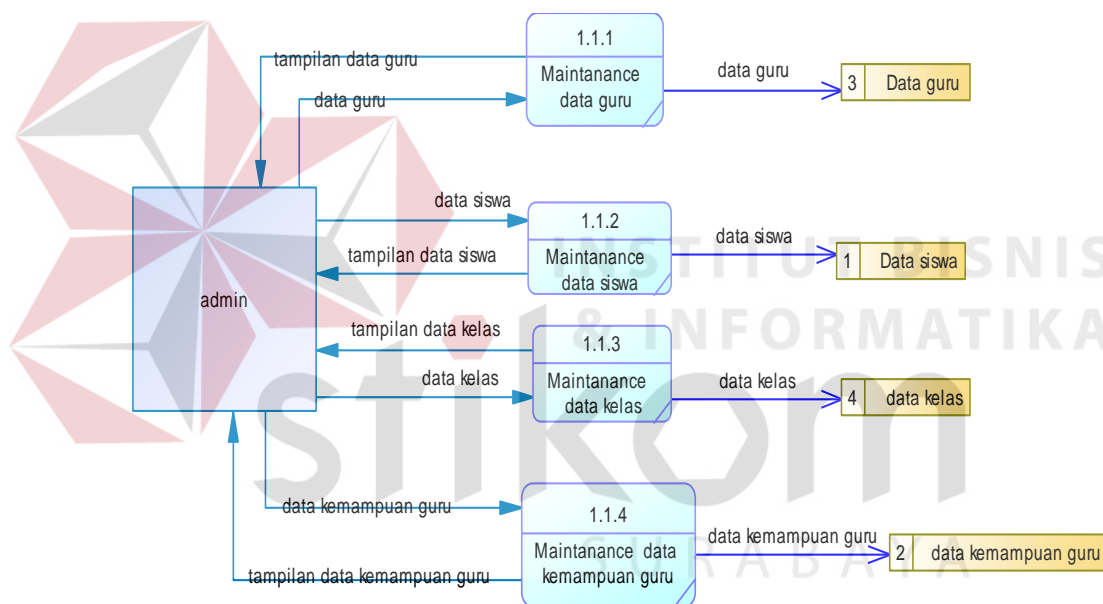 1.1.1
tampilan data guru
Maintanance
data guru
data guru
data guru
3 Data guru
data siswa
1.1.2
tampilan data siswa
Maintanance
data siswa
data siswa
1 Data siswa
admin
tampilan data kelas
1.1.3
data kelas
Maintanance
data kelas
data kelas
4 data kelas
data kemampuan guru
1.1.4
Maintanance data
kemampuan guru
tampilan data kemampuan guru
data kemampuan guru
2 data kemampuan guru
INSTITUT BISNIS
& INFORMATIKA
stikom
SURABAYA